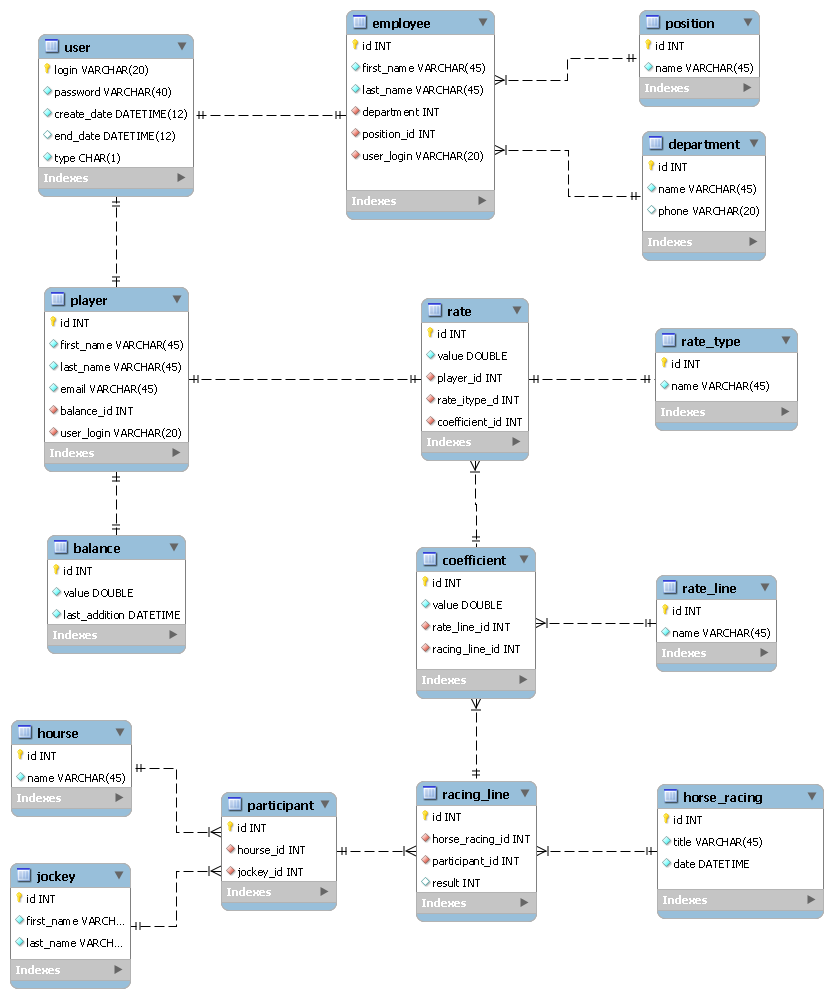 user
login VARCHAR(20)
password VARCHAR(40)
create_date DATETIME(12)
end_date DATETIME(12)
type CHAR(1)
Indexes
employee
id INT
first_name VARCHAR(45)
last_name VARCHAR(45)
department INT
position_id INT
user_login VARCHAR(20)
Indexes
position
id INT
name VARCHAR(45)
Indexes
department
id INT
name VARCHAR(45)
phone VARCHAR(20)
Indexes
player
id INT
first_name VARCHAR(45)
last_name VARCHAR(45)
email VARCHAR(45)
balance_id INT
user_login VARCHAR(20)
Indexes
rate
id INT
value DOUBLE
player_id INT
rate_itype_d INT
coefficient_id INT
Indexes
rate_type
id INT
name VARCHAR(45)
Indexes
balance
id INT
value DOUBLE
last_addition DATETIME
Indexes
coefficient
id INT
value DOUBLE
rate_line_id INT
racing_line_id INT
Indexes
rate_line
id INT
name VARCHAR(45)
Indexes
hourse
id INT
name VARCHAR(45)
Indexes
participant
id INT
hourse_id INT
jockey_id INT
Indexes
racing_line
id INT
horse_racing_id INT
participant_id INT
result INT
Indexes
horse_racing
id INT
title VARCHAR(45)
date DATETIME
Indexes
jockey
id INT
first_name VARCH...
last_name VARCH...
Indexes